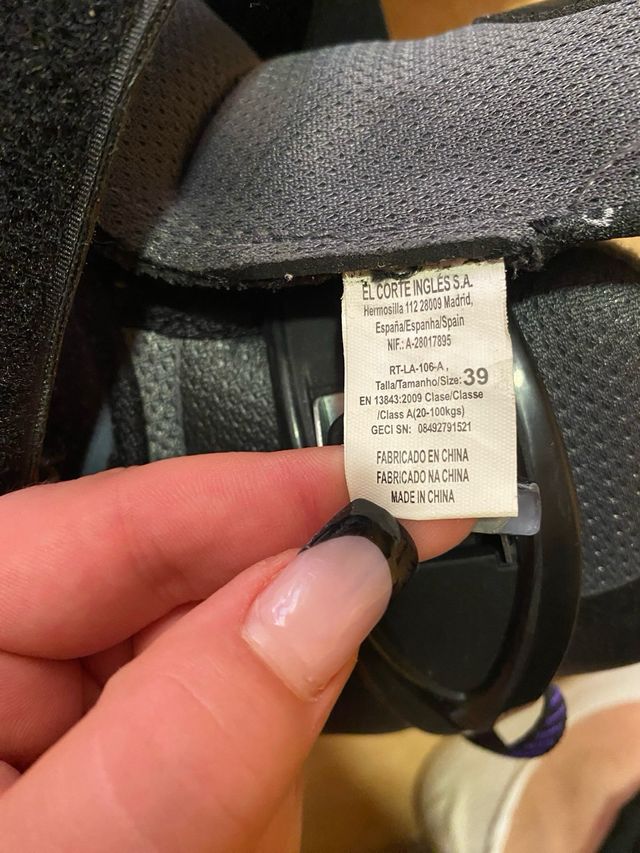 EL CORTE INGLÉS S.A.
Hermosilla 112 28009 Madrid,
España/Espanha/Spain
NIF.: A-28017895
RT-LA-106-A ,
Talla/Tamanho/Size: 39
EN 13843:2009 Clase/Classe
/Class A(20-100kgs)
GECI SN: 08492791521
FABRICADO EN CHINA
FABRICADO NA CHINA
MADE IN CHINA